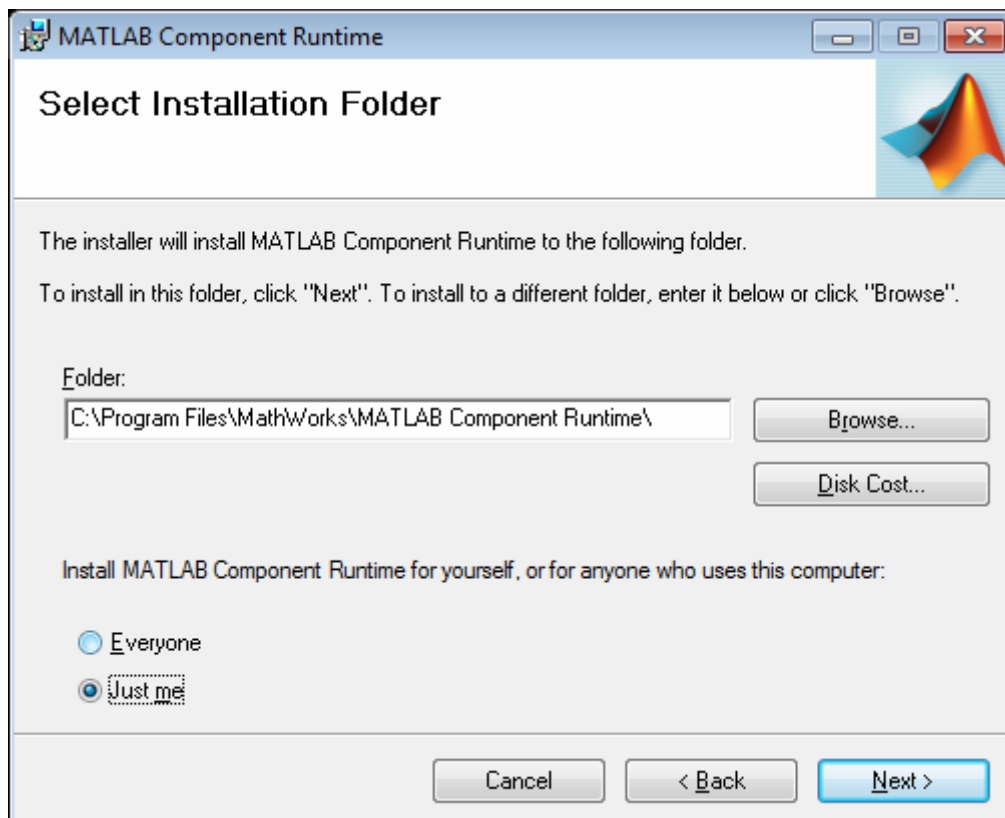 MATLAB Component Runtime
Select Installation Folder
The installer will install MATLAB Component Runtime to the following folder.
To install in this folder, click "Next". To install to a different folder, enter it below or click "Browse".
Folder:
C:\Program Files\MathWorks\MATLAB Component Runtime\
Browse...
Disk Cost...
Install MATLAB Component Runtime for yourself, or for anyone who uses this computer:
Everyone
Just me
Cancel
< Back
Next >